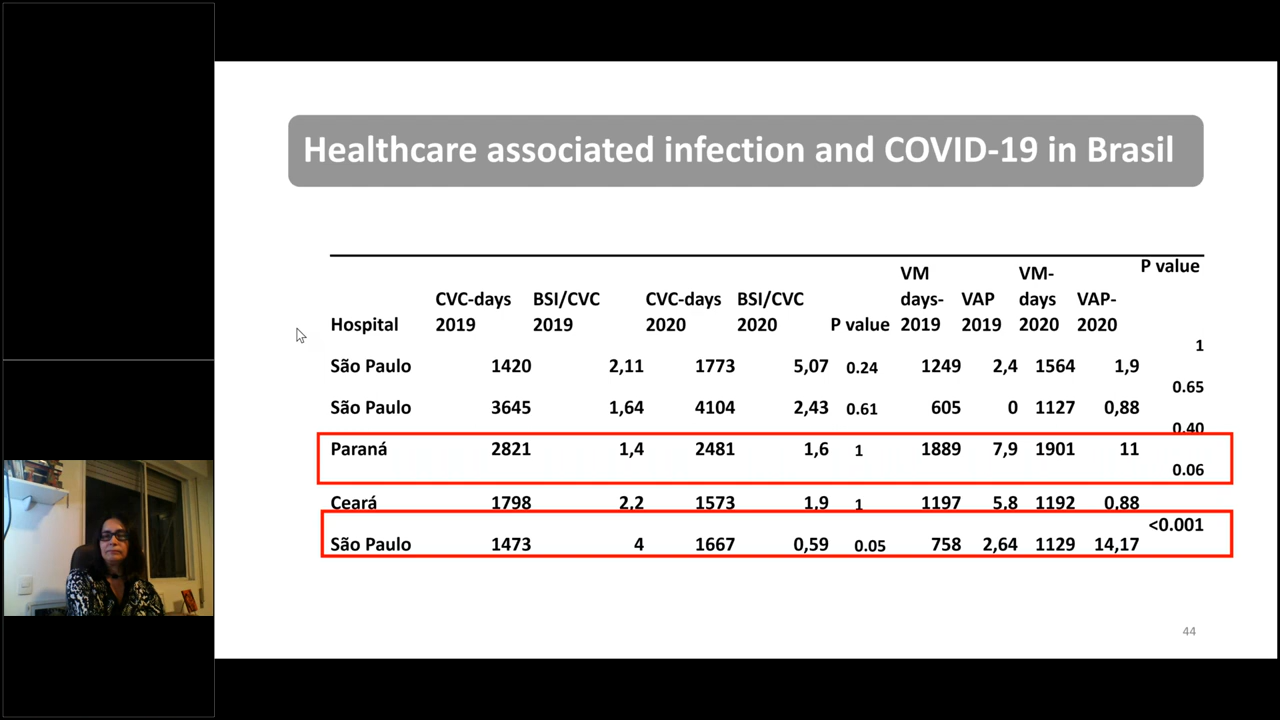 Healthcare associated infection and COVID-19 in Brasil
Hospital CVC-days 2019 BSI/CVC 2019 CVC-days 2020 BSI/CVC 2020 P value VM days-2019 VAP 2019 VM-days 2020 VAP-2020 P value
São Paulo 1420 2,11 1773 5,07 0.24 1249 2,4 1564 1,9 1
São Paulo 3645 1,64 4104 2,43 0.61 605 0 1127 0,88 0.65
Paraná 2821 1,4 2481 1,6 1 1889 7,9 1901 11 0.40
Ceará 1798 2,2 1573 1,9 1 1197 5,8 1192 0,88 0.06
São Paulo 1473 4 1667 0,59 0.05 758 2,64 1129 14,17 <0.001
44